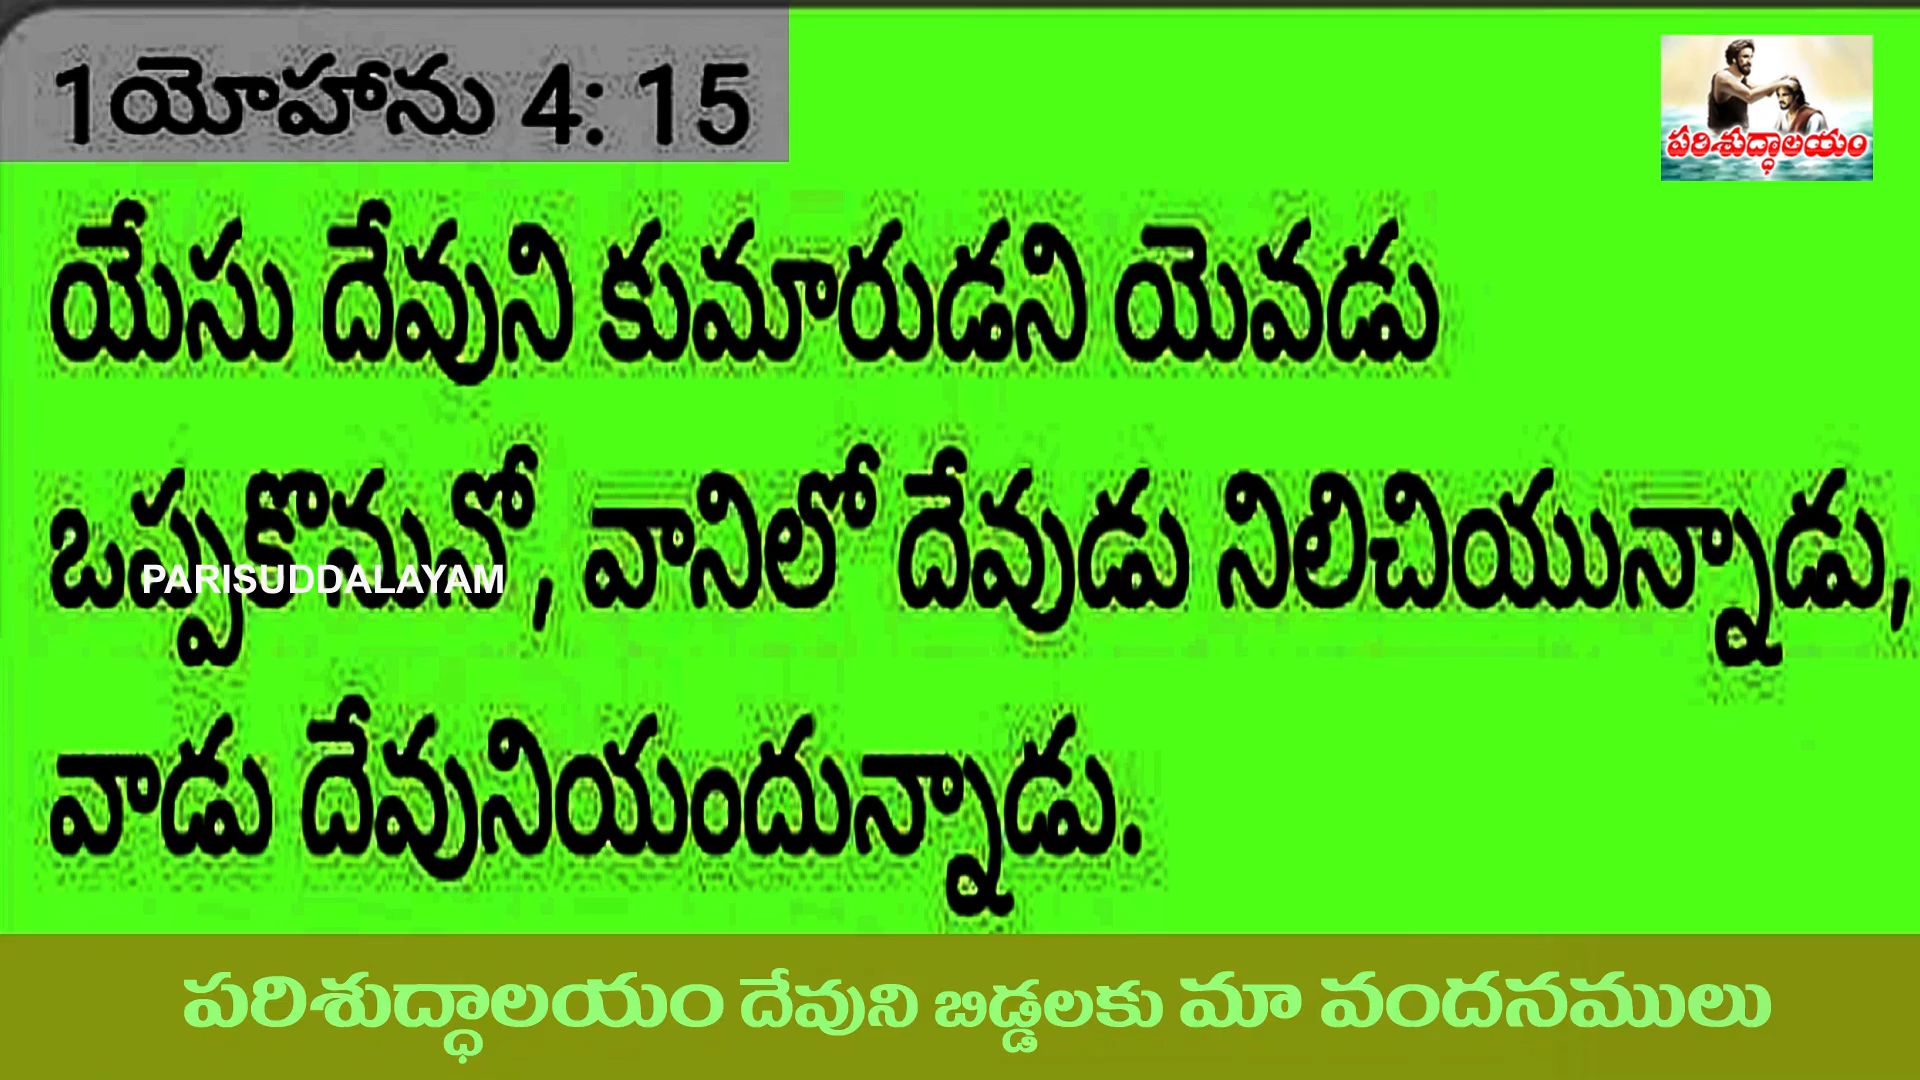 1యోహాను 4: 15
పరిశుద్ధాలయం
యేసు దేవుని కుమారుడని యెవడు
ఒప్పుకొనునో, వానిలో దేవుడు నిలిచియున్నాడు,
PARISUDDALAYAM
వాడు దేవునియందున్నాడు.
పరిశుద్ధాలయం దేవుని బిడ్డలకు మా వందనములు